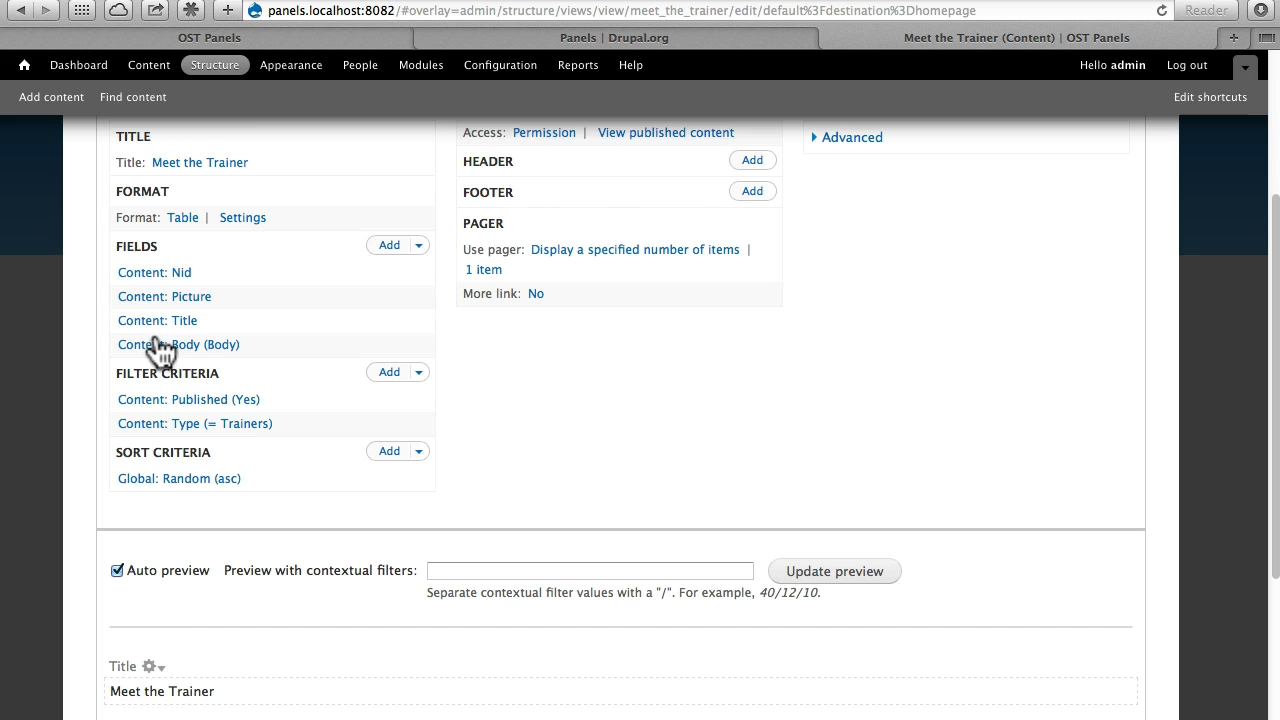 panels.localhost:8082/#overlay=admin/structure/views/view/meet_the_trainer/edit/default%3Fdestination%3Dhomepage
Reader
OST Panels
Panels | Drupal.org
Meet the Trainer (Content) | OST Panels
Dashboard Content Structure Appearance People Modules Configuration Reports Help Hello admin Log out
Add content Find content Edit shortcuts
TITLE
Title: Meet the Trainer
FORMAT
Format: Table | Settings
FIELDS Add
Content: Nid
Content: Picture
Content: Title
Content: Body (Body)
FILTER CRITERIA Add
Content: Published (Yes)
Content: Type (= Trainers)
SORT CRITERIA Add
Global: Random (asc)
Access: Permission | View published content
HEADER Add
FOOTER Add
PAGER
Use pager: Display a specified number of items |
1 item
More link: No
Advanced
Auto preview Preview with contextual filters: Update preview
Separate contextual filter values with a "/". For example, 40/12/10.
Title
Meet the Trainer